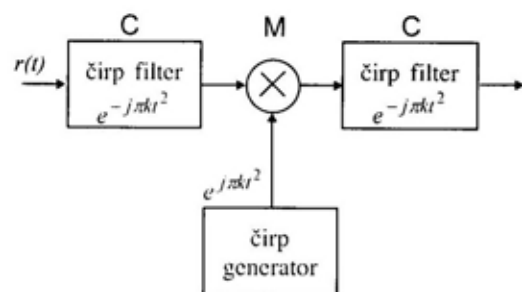 C M C
r(t) čirp filter čirp filter
e^{-jπkt²} e^{-jπkt²}
e^{jπkt²}
čirp
generator